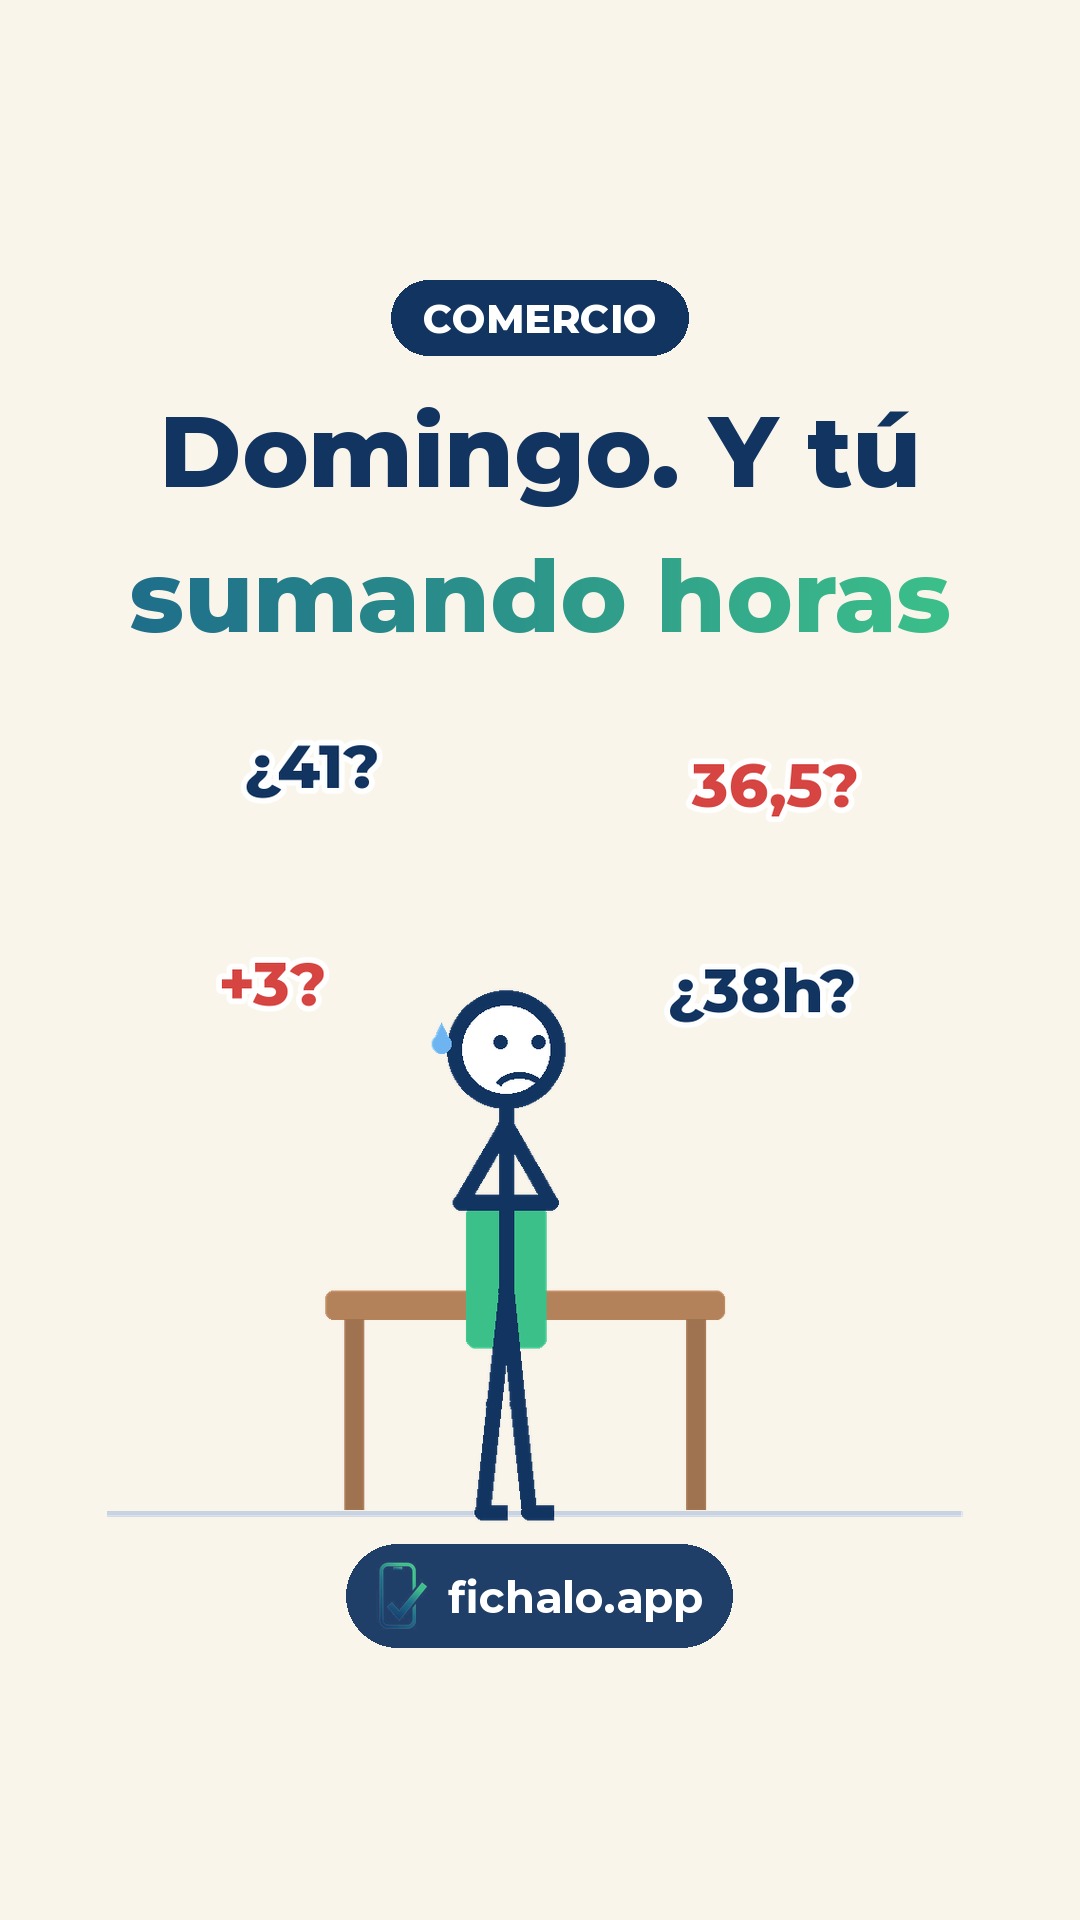 COMERCIO
Domingo. Y tú
sumando horas
¿41?
36,5?
+3?
¿38h?
fichalo.app